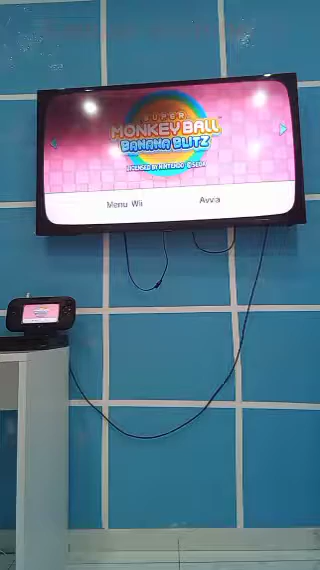 SUPER
MONKEY BALL
BANANA BLITZ
LICENSED BY NINTENDO © SEGA
Menu Wii
Avvia